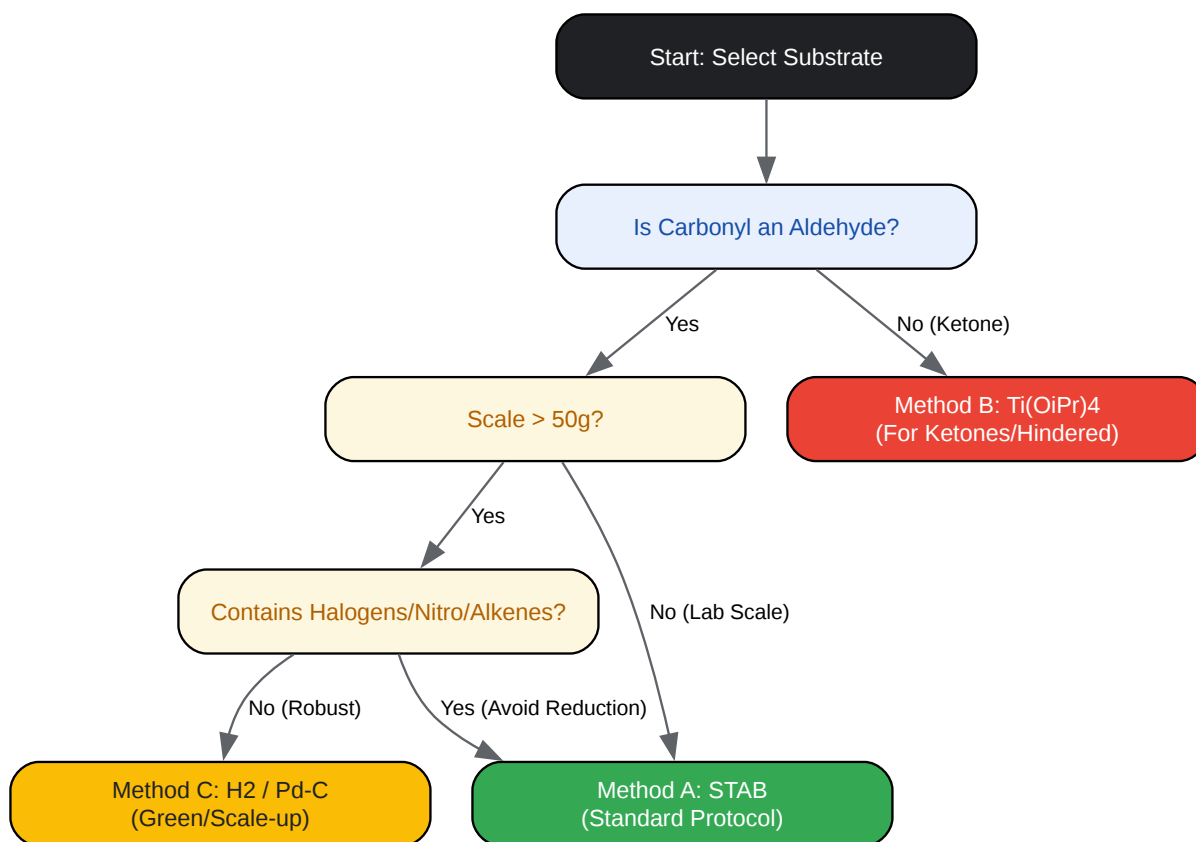 Start: Select Substrate
Is Carbonyl an Aldehyde?
Yes
No (Ketone)
Scale > 50g?
Method B: Ti(OiPr)4
(For Ketones/Hindered)
Yes
No (Lab Scale)
Contains Halogens/Nitro/Alkenes?
No (Robust)
Yes (Avoid Reduction)
Method C: H2 / Pd-C
(Green/Scale-up)
Method A: STAB
(Standard Protocol)